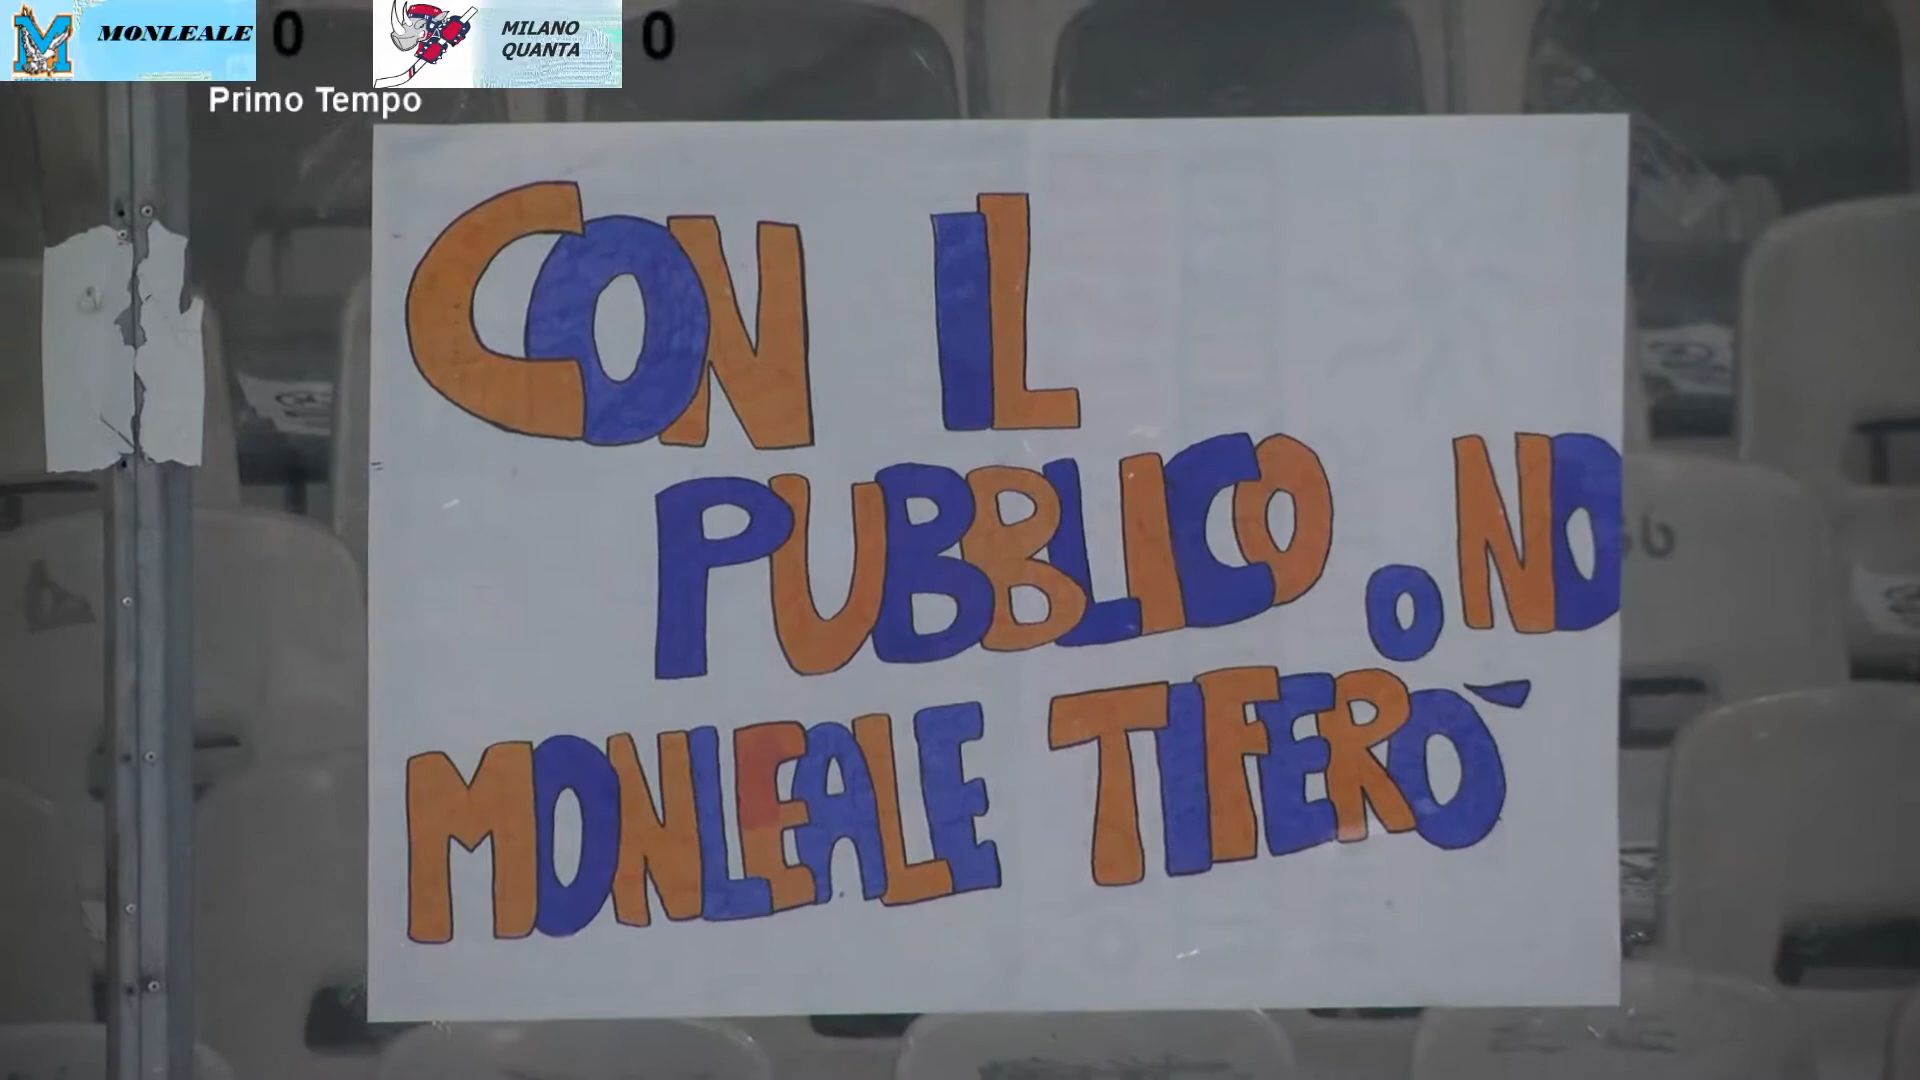 MONLEALE 0 MILANO QUANTA 0
Primo Tempo
CON IL
PUBBLICO O NO
MONLEALE TIFERÒ